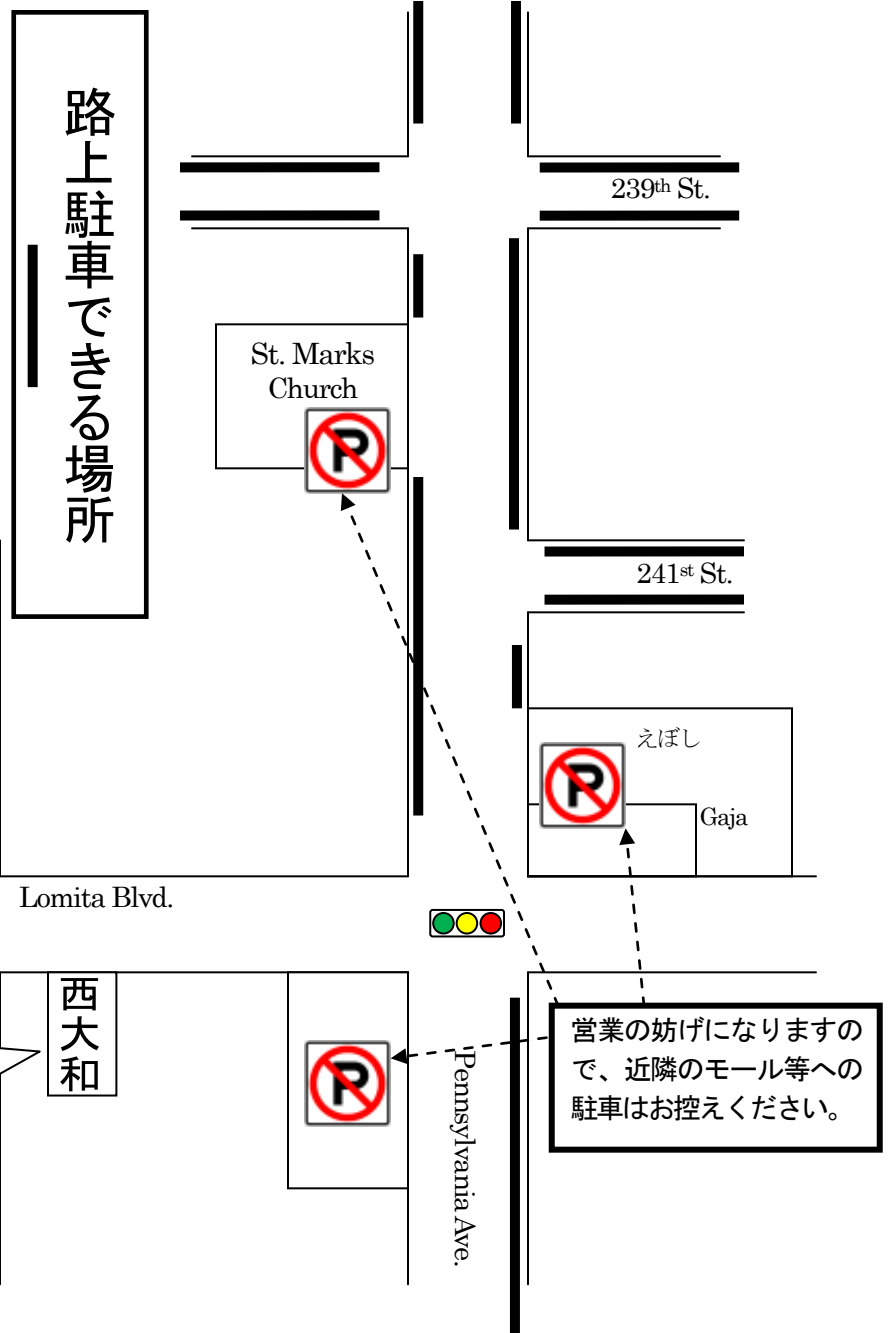 路上駐車できる場所
239th St.
St. Marks
Church
P
241st St.
えぼし
P
Gaja
Lomita Blvd.
西大和
P
Pennsylvania Ave.
営業の妨げになりますの
で、近隣のモール等への
駐車はお控えください。